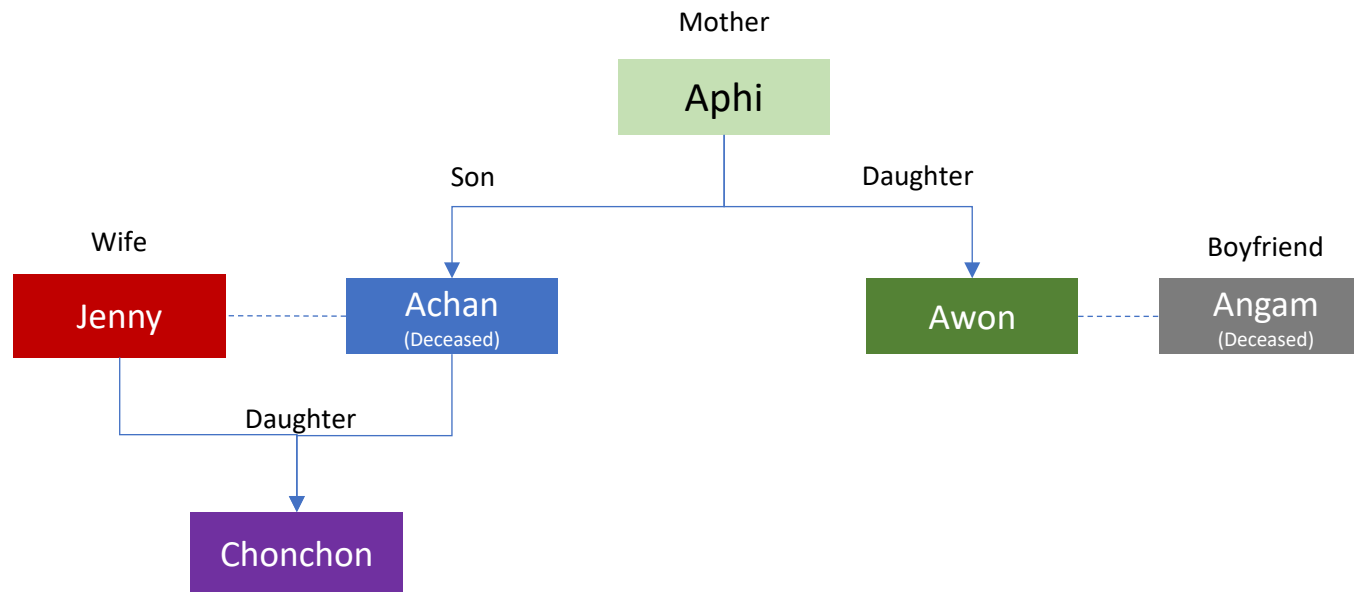 Mother
Aphi
Son
Daughter
Wife
Boyfriend
Jenny
Achan
(Deceased)
Awon
Angam
(Deceased)
Daughter
Chonchon